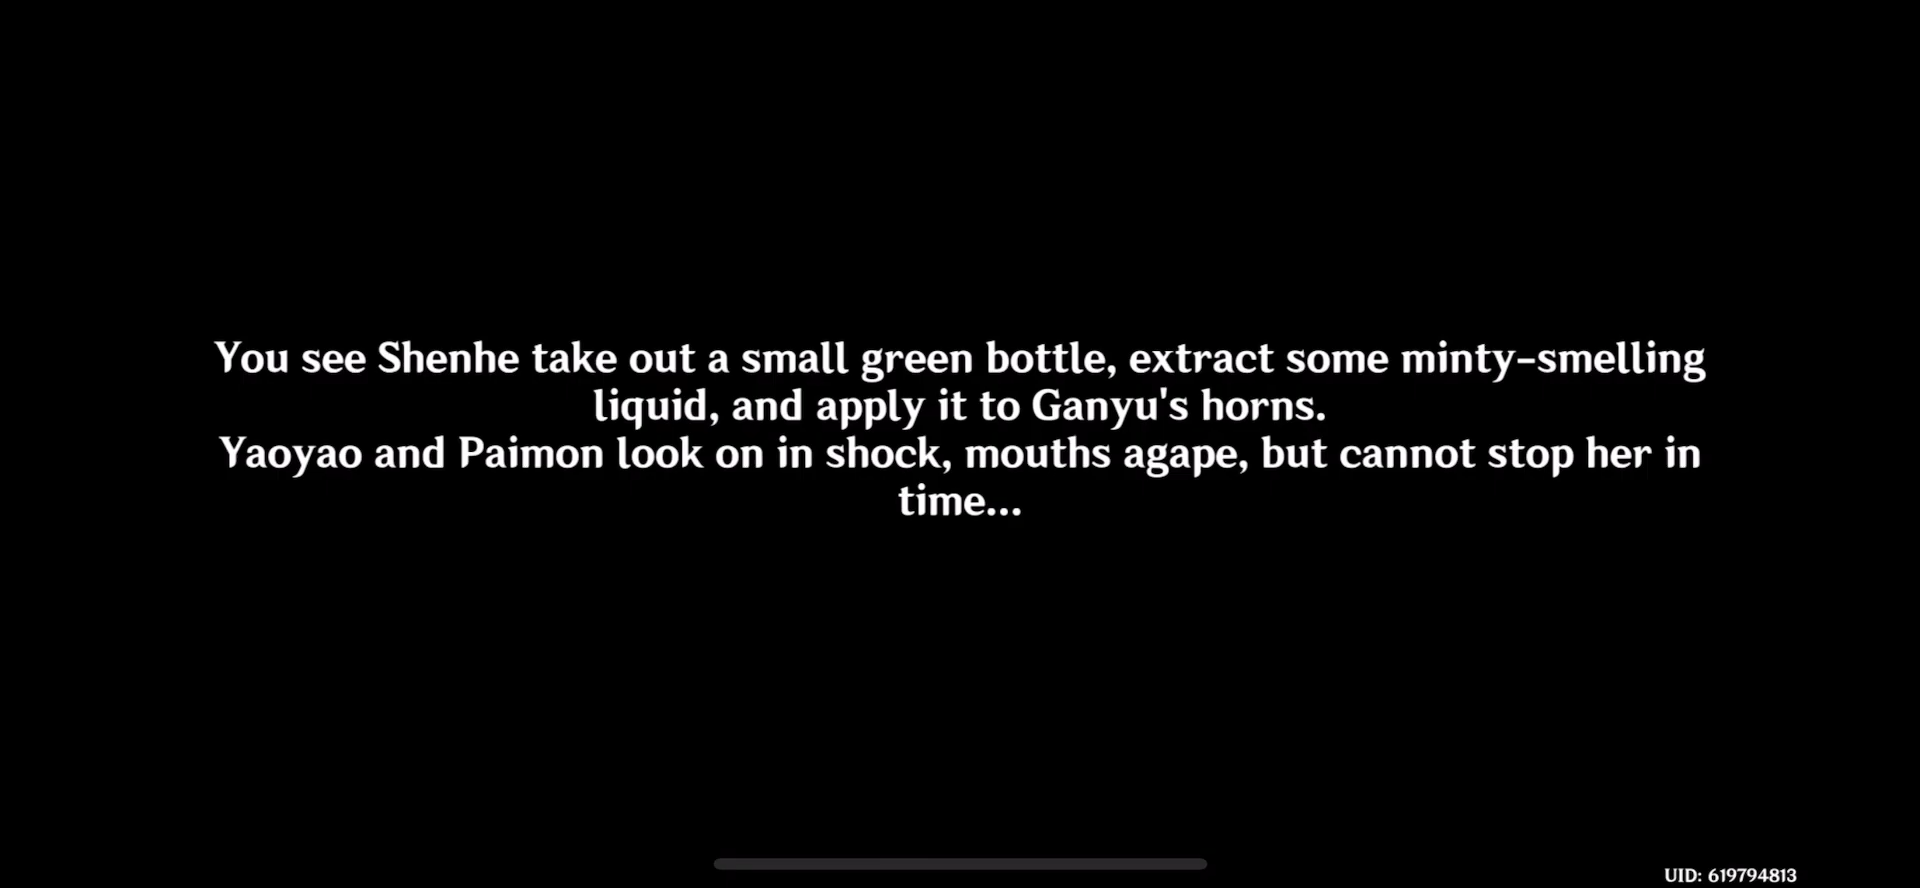 You see Shenhe take out a small green bottle, extract some minty-smelling
liquid, and apply it to Ganyu's horns.
Yaoyao and Paimon look on in shock, mouths agape, but cannot stop her in
time...
UID: 619794813